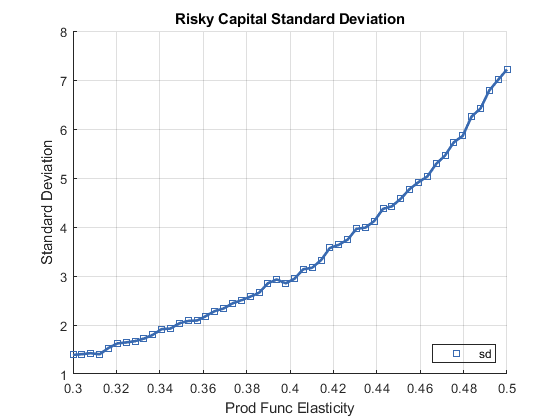 Risky Capital Standard Deviation
Standard Deviation
8
7
6
5
4
3
2
1
sd
0.3 0.32 0.34 0.36 0.38 0.4 0.42 0.44 0.46 0.48 0.5
Prod Func Elasticity